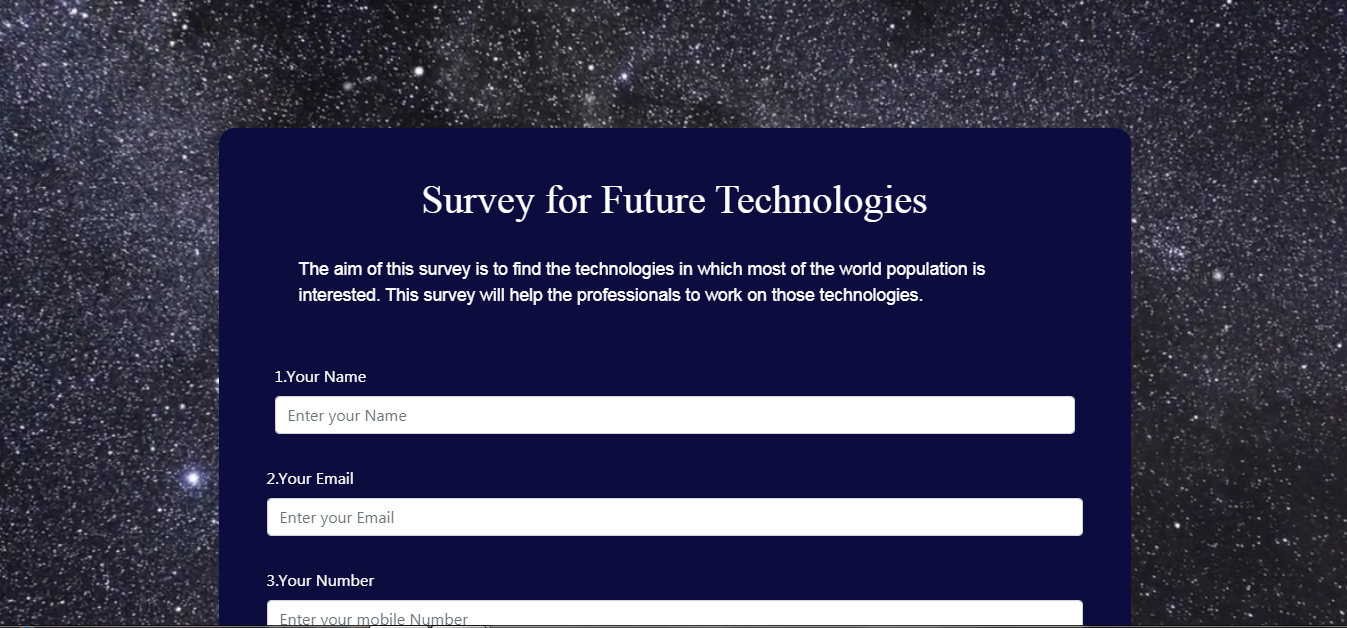 Survey for Future Technologies
The aim of this survey is to find the technologies in which most of the world population is
interested. This survey will help the professionals to work on those technologies.
1.Your Name
Enter your Name
2.Your Email
Enter your Email
3.Your Number
Enter your mobile Number